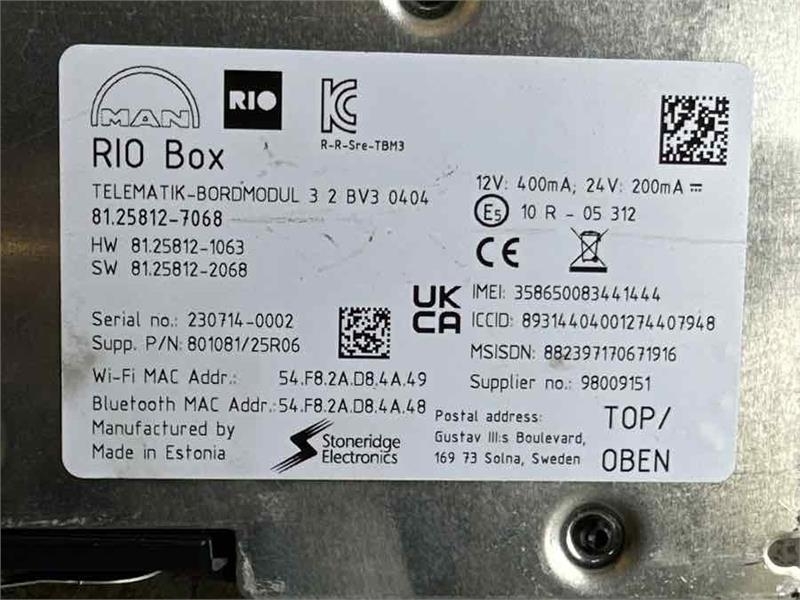 MAN
RIO
R-R-Sre-TBM3
RIO Box
TELEMATIK-BORDMODUL 3 2 BV3 0404
81.25812-7068
HW 81.25812-1063
SW 81.25812-2068
12V: 400mA; 24V: 200mA
E5 10 R - 05 312
CE
UK
CA
IMEI: 358650083441444
ICCID: 89314404001274407948
MSISDN: 882397170671916
Supplier no.: 98009151
Serial no.: 230714-0002
Supp. P/N: 801081/25R06
Wi-Fi MAC Addr.: 54.F8.2A.D8.4A.49
Bluetooth MAC Addr.: 54.F8.2A.D8.4A.48
Manufactured by
Made in Estonia
Stoneridge
Electronics
Postal address:
Gustav III:s Boulevard,
169 73 Solna, Sweden
TOP/
OBEN